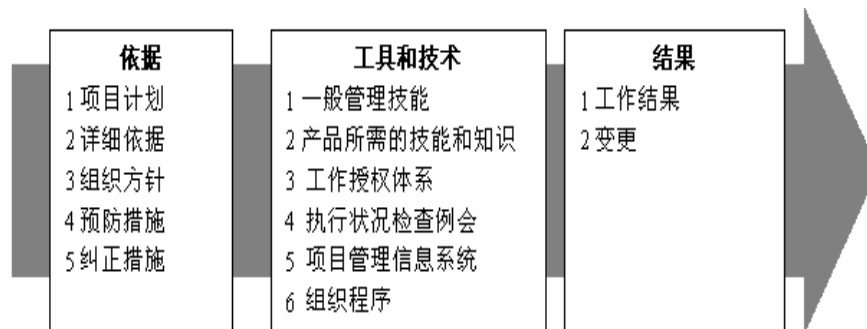 依据
1 项目计划
2 详细依据
3 组织方针
4 预防措施
5 纠正措施
工具和技术
1 一般管理技能
2 产品所需的技能和知识
3 工作授权体系
4 执行状况检查例会
5 项目管理信息系统
6 组织程序
结果
1 工作结果
2 变更